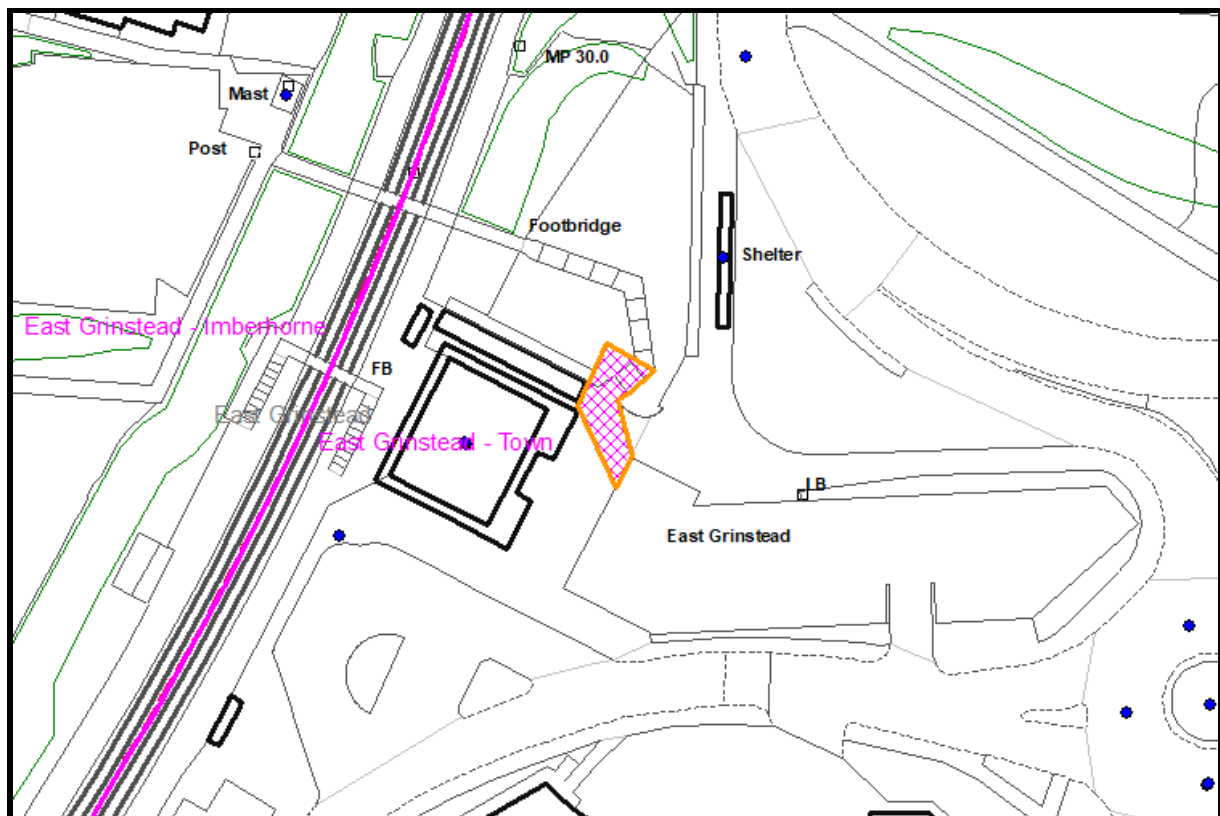 MP 30.0
Mast
Post
Footbridge
Shelter
East Grinstead - Imberhorne
FB
East Grinstead
East Grinstead - Town
LB
East Grinstead